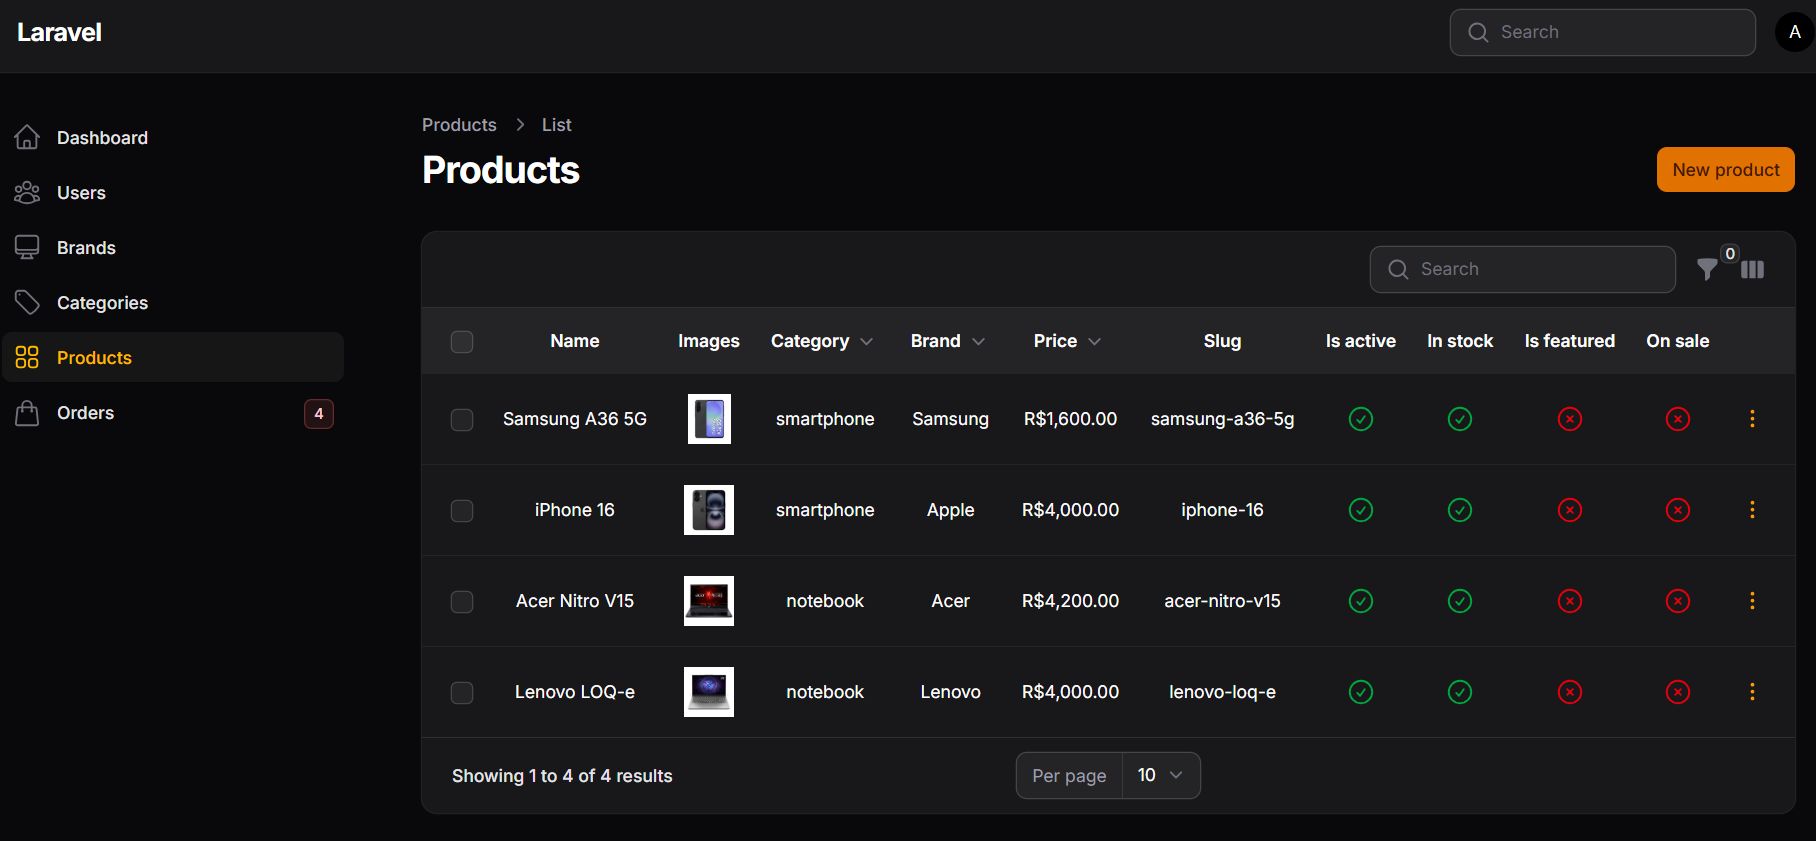 Laravel
Search
A
Dashboard
Users
Brands
Categories
Products
Orders 4
Products List
Products
New product
Search
0
Name Images Category Brand Price Slug Is active In stock Is featured On sale
Samsung A36 5G smartphone Samsung R$1,600.00 samsung-a36-5g
iPhone 16 smartphone Apple R$4,000.00 iphone-16
Acer Nitro V15 notebook Acer R$4,200.00 acer-nitro-v15
Lenovo LOQ-e notebook Lenovo R$4,000.00 lenovo-loq-e
Showing 1 to 4 of 4 results
Per page 10